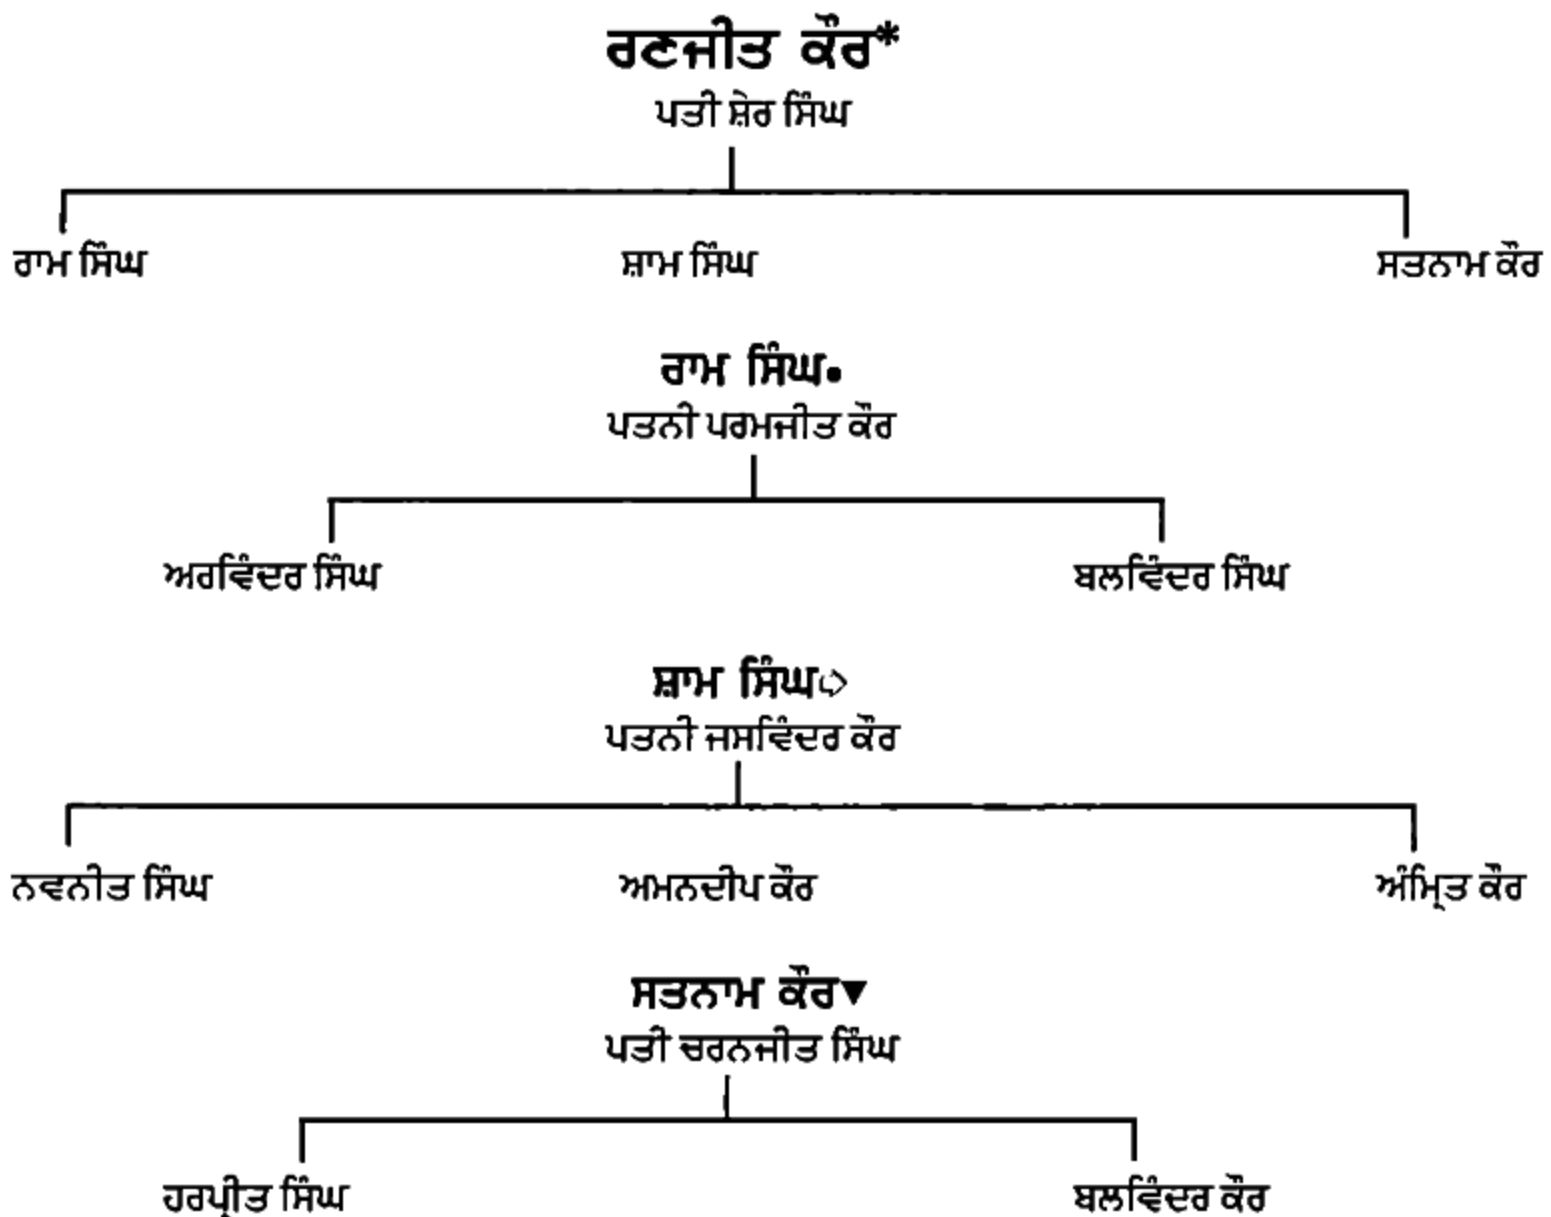 ਰਣਜੀਤ ਕੌਰ*
ਪਤੀ ਸ਼ੇਰ ਸਿੰਘ
ਰਾਮ ਸਿੰਘ ਸ਼ਾਮ ਸਿੰਘ ਸਤਨਾਮ ਕੌਰ
ਰਾਮ ਸਿੰਘ•
ਪਤਨੀ ਪਰਮਜੀਤ ਕੌਰ
ਅਰਵਿੰਦਰ ਸਿੰਘ ਬਲਵਿੰਦਰ ਸਿੰਘ
ਸ਼ਾਮ ਸਿੰਘ➪
ਪਤਨੀ ਜਸਵਿੰਦਰ ਕੌਰ
ਨਵਨੀਤ ਸਿੰਘ ਅਮਨਦੀਪ ਕੌਰ ਅੰਮ੍ਰਿਤ ਕੌਰ
ਸਤਨਾਮ ਕੌਰ▼
ਪਤੀ ਚਰਨਜੀਤ ਸਿੰਘ
ਹਰਪ੍ਰੀਤ ਸਿੰਘ ਬਲਵਿੰਦਰ ਕੌਰ